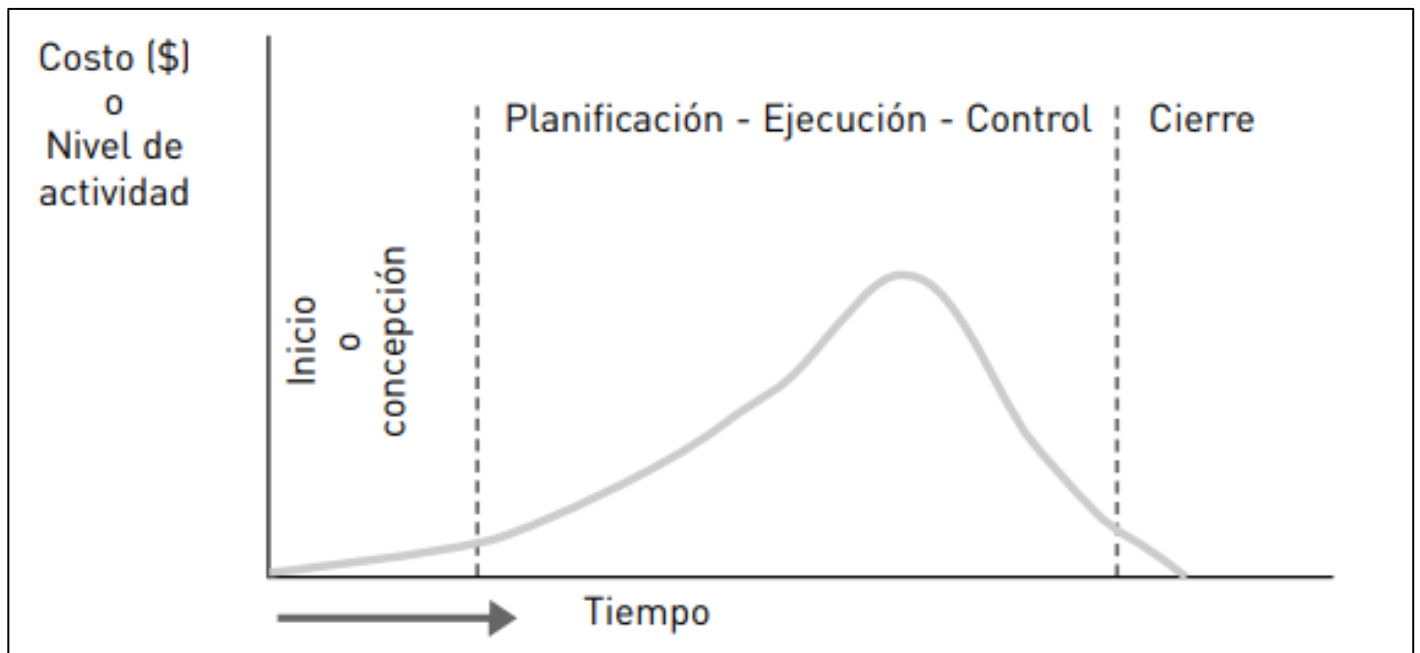 Costo ($)
o
Nivel de
actividad
Planificación - Ejecución - Control
Cierre
Inicio
o
concepción
Tiempo